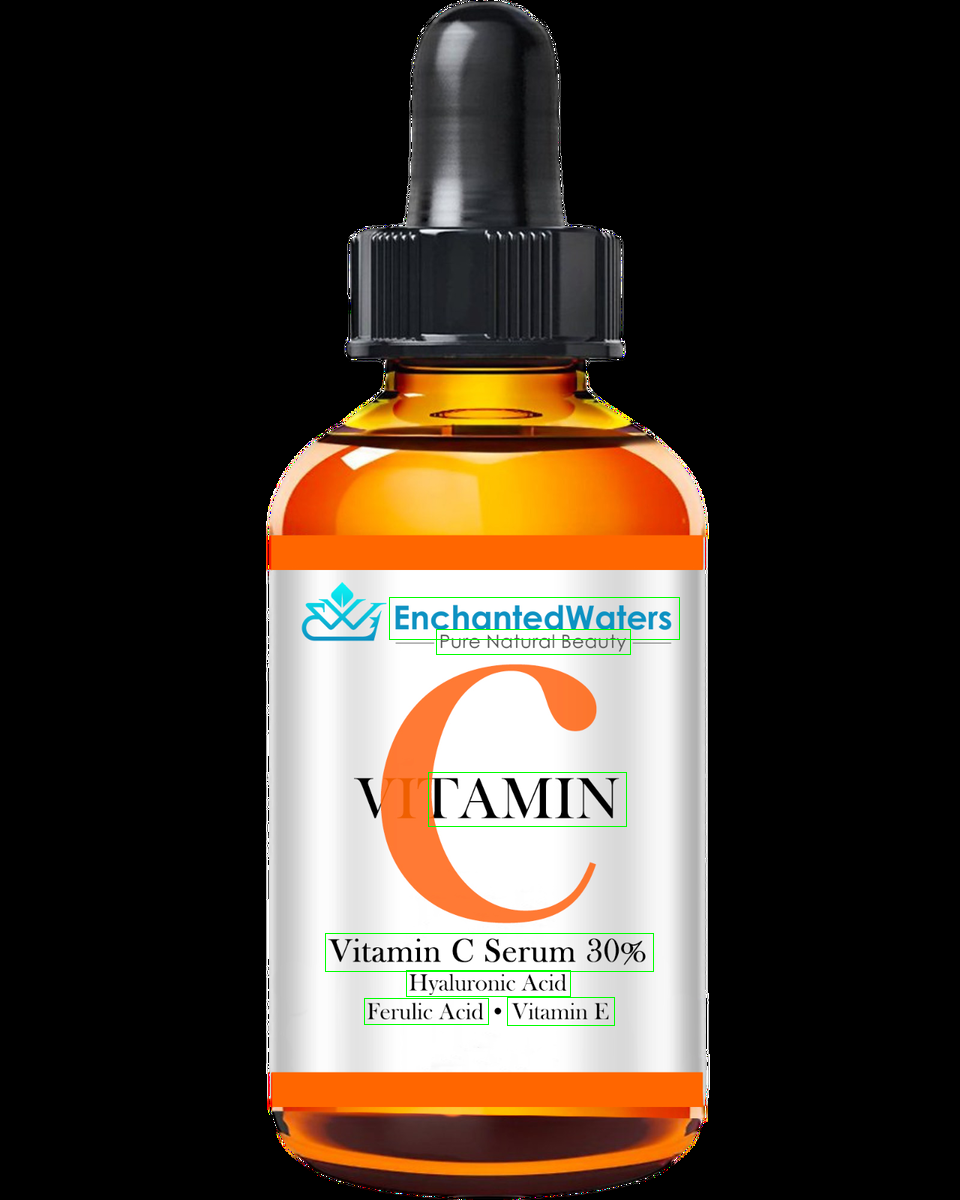 EnchantedWaters
Pure Natural Beauty
C
VITAMIN
Vitamin C Serum 30%
Hyaluronic Acid
Ferulic Acid • Vitamin E